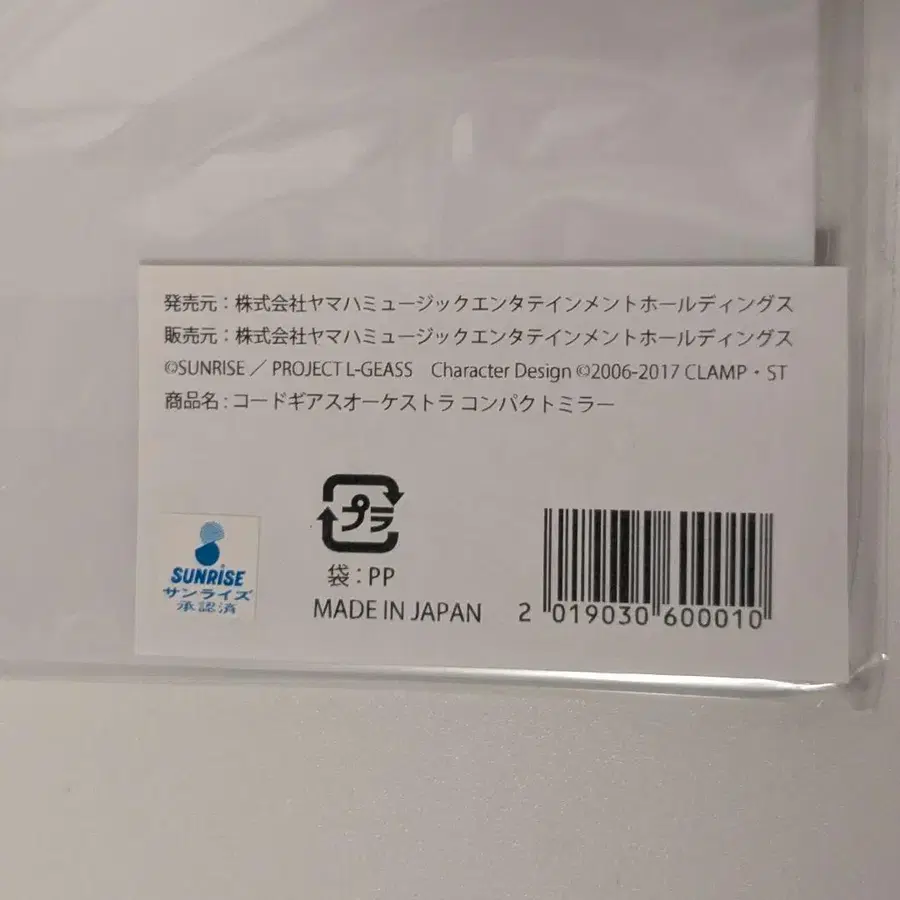 発売元：株式会社ヤマハミュージックエンタテインメントホールディングス
販売元：株式会社ヤマハミュージックエンタテインメントホールディングス
©SUNRISE／PROJECT L-GEASS Character Design ©2006-2017 CLAMP・ST
商品名：コードギアスオーケストラ コンパクトミラー
プラ
袋：PP
MADE IN JAPAN
SUNRISE
サンライズ
承認済
2 019030 600010